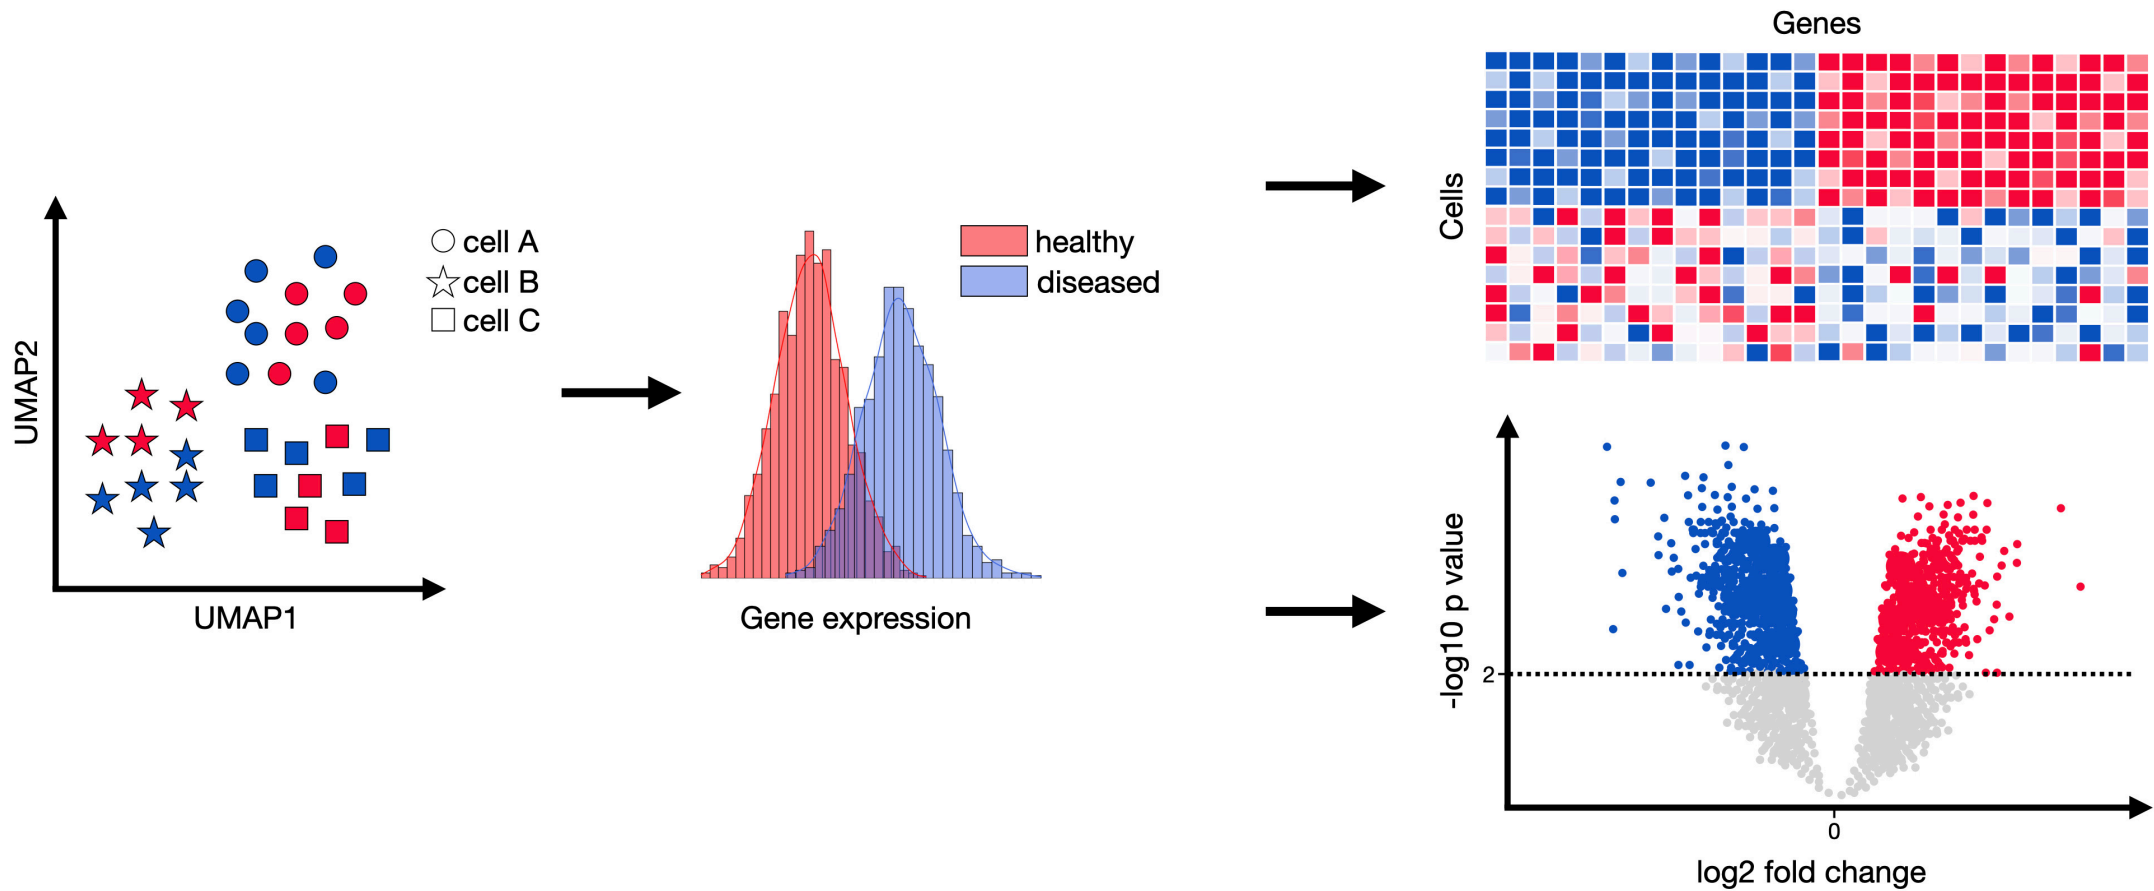 UMAP2
UMAP1
cell A
cell B
cell C
healthy
diseased
Gene expression
Genes
Cells
-log10 p value
2
0
log2 fold change